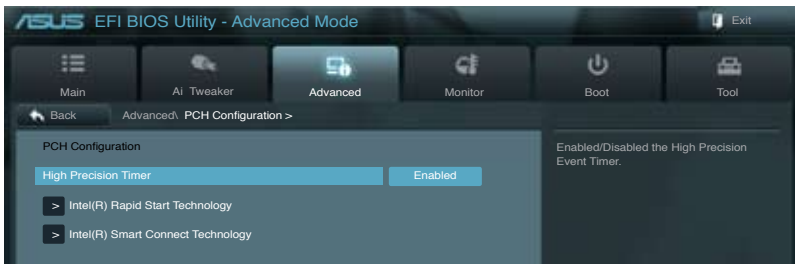 ASUS EFI BIOS Utility - Advanced Mode Exit
Main Ai Tweaker Advanced Monitor Boot Tool
Back Advanced\ PCH Configuration >
PCH Configuration
High Precision Timer Enabled
> Intel(R) Rapid Start Technology
> Intel(R) Smart Connect Technology
Enabled/Disabled the High Precision
Event Timer.